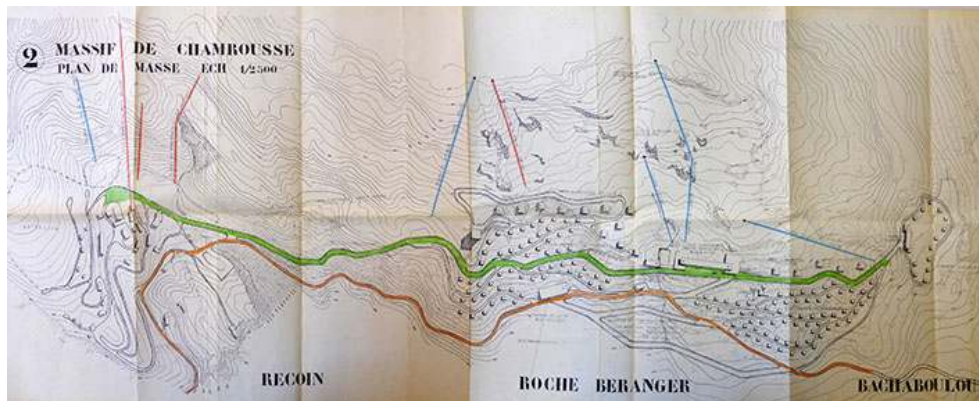 2 MASSIF DE CHAMROUSSE
PLAN DE MASSE ECH 1/2500
RECOIN
ROCHE BERANGER
BACHABOULOU